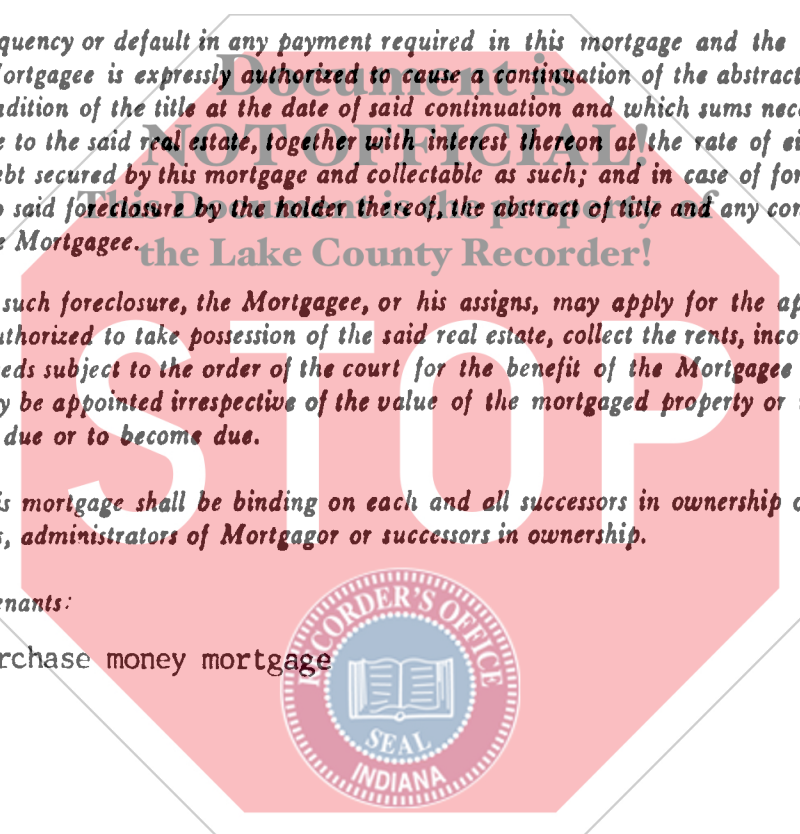 quency or default in any payment required in this mortgage and the
Mortgagee is expressly authorized to cause a continuation of the abstract
ndition of the title at the date of said continuation and which sums nec
e to the said real estate, together with interest thereon at the rate of ei
ebt secured by this mortgage and collectable as such; and in case of for
o said foreclosure by the holder thereof, the abstract of title and any con
e Mortgagee.
Document is
NOT OFFICIAL!
This Document is the property of
the Lake County Recorder!
such foreclosure, the Mortgagee, or his assigns, may apply for the ap
uthorized to take possession of the said real estate, collect the rents, inco
eds subject to the order of the court for the benefit of the Mortgagee
y be appointed irrespective of the value of the mortgaged property or
due or to become due.
STOP
is mortgage shall be binding on each and all successors in ownership o
s, administrators of Mortgagor or successors in ownership.
enants:
rchase money mortgage
RECORDER'S OFFICE
SEAL
INDIANA